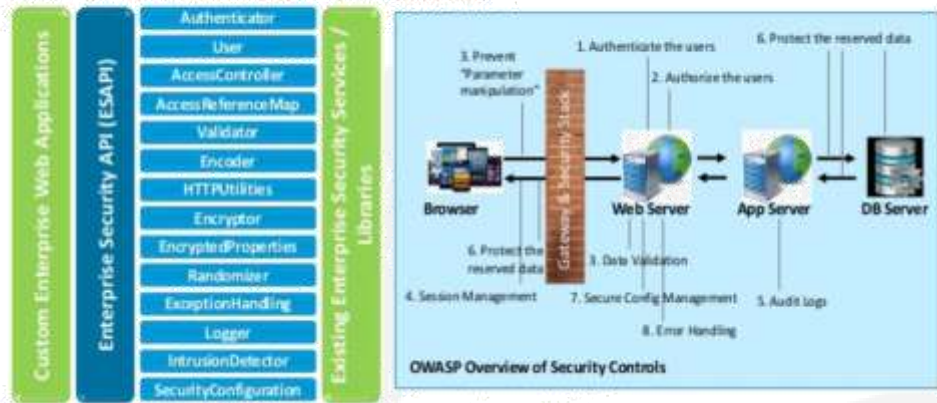 Custom Enterprise Web Applications
Enterprise Security API (ESAPI)
Authenticator
User
AccessController
AccessReferenceMap
Validator
Encoder
HTTPUtilities
Encryptor
EncryptedProperties
Randomizer
ExceptionHandling
Logger
IntrusionDetector
SecurityConfiguration
Existing Enterprise Security Services /
Libraries
3. Prevent
"Parameter
manipulation"
1. Authenticate the users
2. Authorize the users
6. Protect the reserved data
Gateway & Security Stack
Browser
Web Server
App Server
DB Server
6. Protect the
reserved data
3. Data Validation
4. Session Management
7. Secure Config Management
5. Audit Logs
8. Error Handling
OWASP Overview of Security Controls